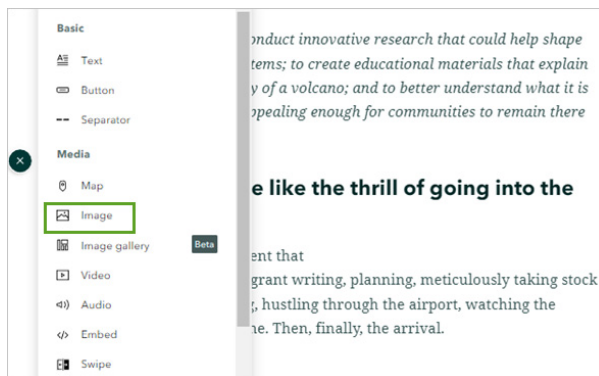 Basic
Text
Button
Separator
Media
Map
Image
Image gallery Beta
Video
Audio
Embed
Swipe
onduct innovative research that could help shape
tems; to create educational materials that explain
y of a volcano; and to better understand what it is
ppealing enough for communities to remain there
e like the thrill of going into the
ent that
grant writing, planning, meticulously taking stock
, hustling through the airport, watching the
Then, finally, the arrival.